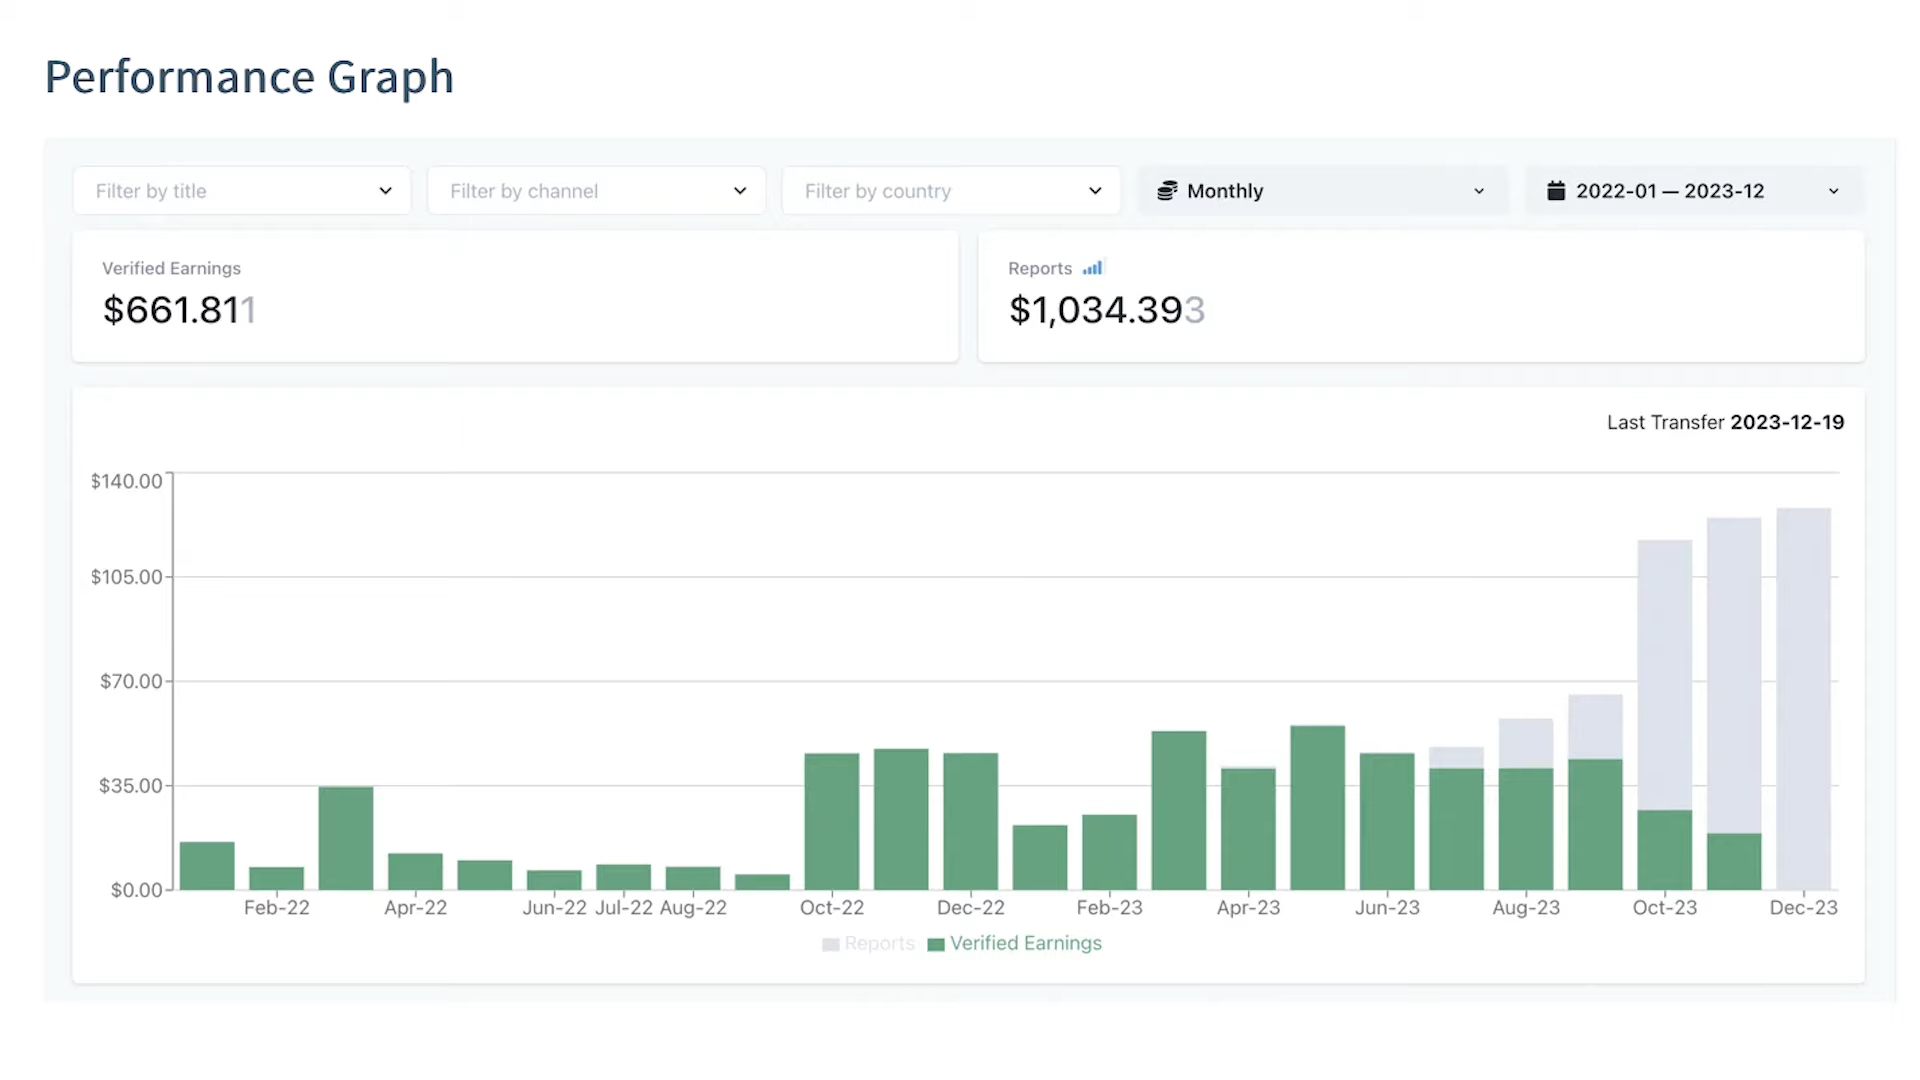 Performance Graph
Filter by title
Filter by channel
Filter by country
Monthly
2022-01 — 2023-12
Verified Earnings
$661.811
Reports
$1,034.393
Last Transfer 2023-12-19
$140.00
$105.00
$70.00
$35.00
$0.00
Feb-22 Apr-22 Jun-22 Jul-22 Aug-22 Oct-22 Dec-22 Feb-23 Apr-23 Jun-23 Aug-23 Oct-23 Dec-23
Reports Verified Earnings